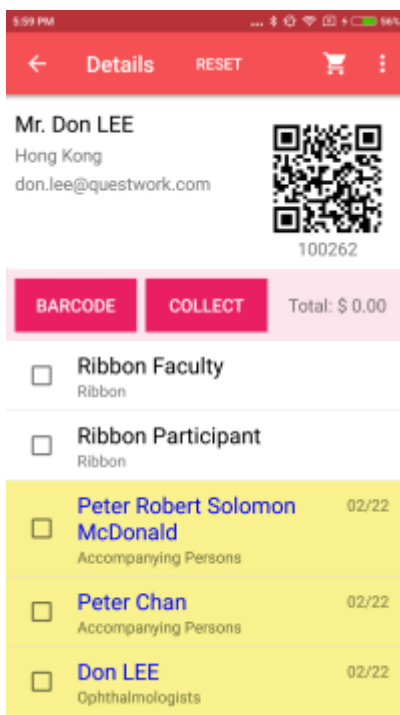 5:59 PM ... 56%
Details RESET
Mr. Don LEE
Hong Kong
don.lee@questwork.com
100262
BARCODE COLLECT Total: $ 0.00
Ribbon Faculty
Ribbon
Ribbon Participant
Ribbon
Peter Robert Solomon 02/22
McDonald
Accompanying Persons
Peter Chan 02/22
Accompanying Persons
Don LEE 02/22
Ophthalmologists